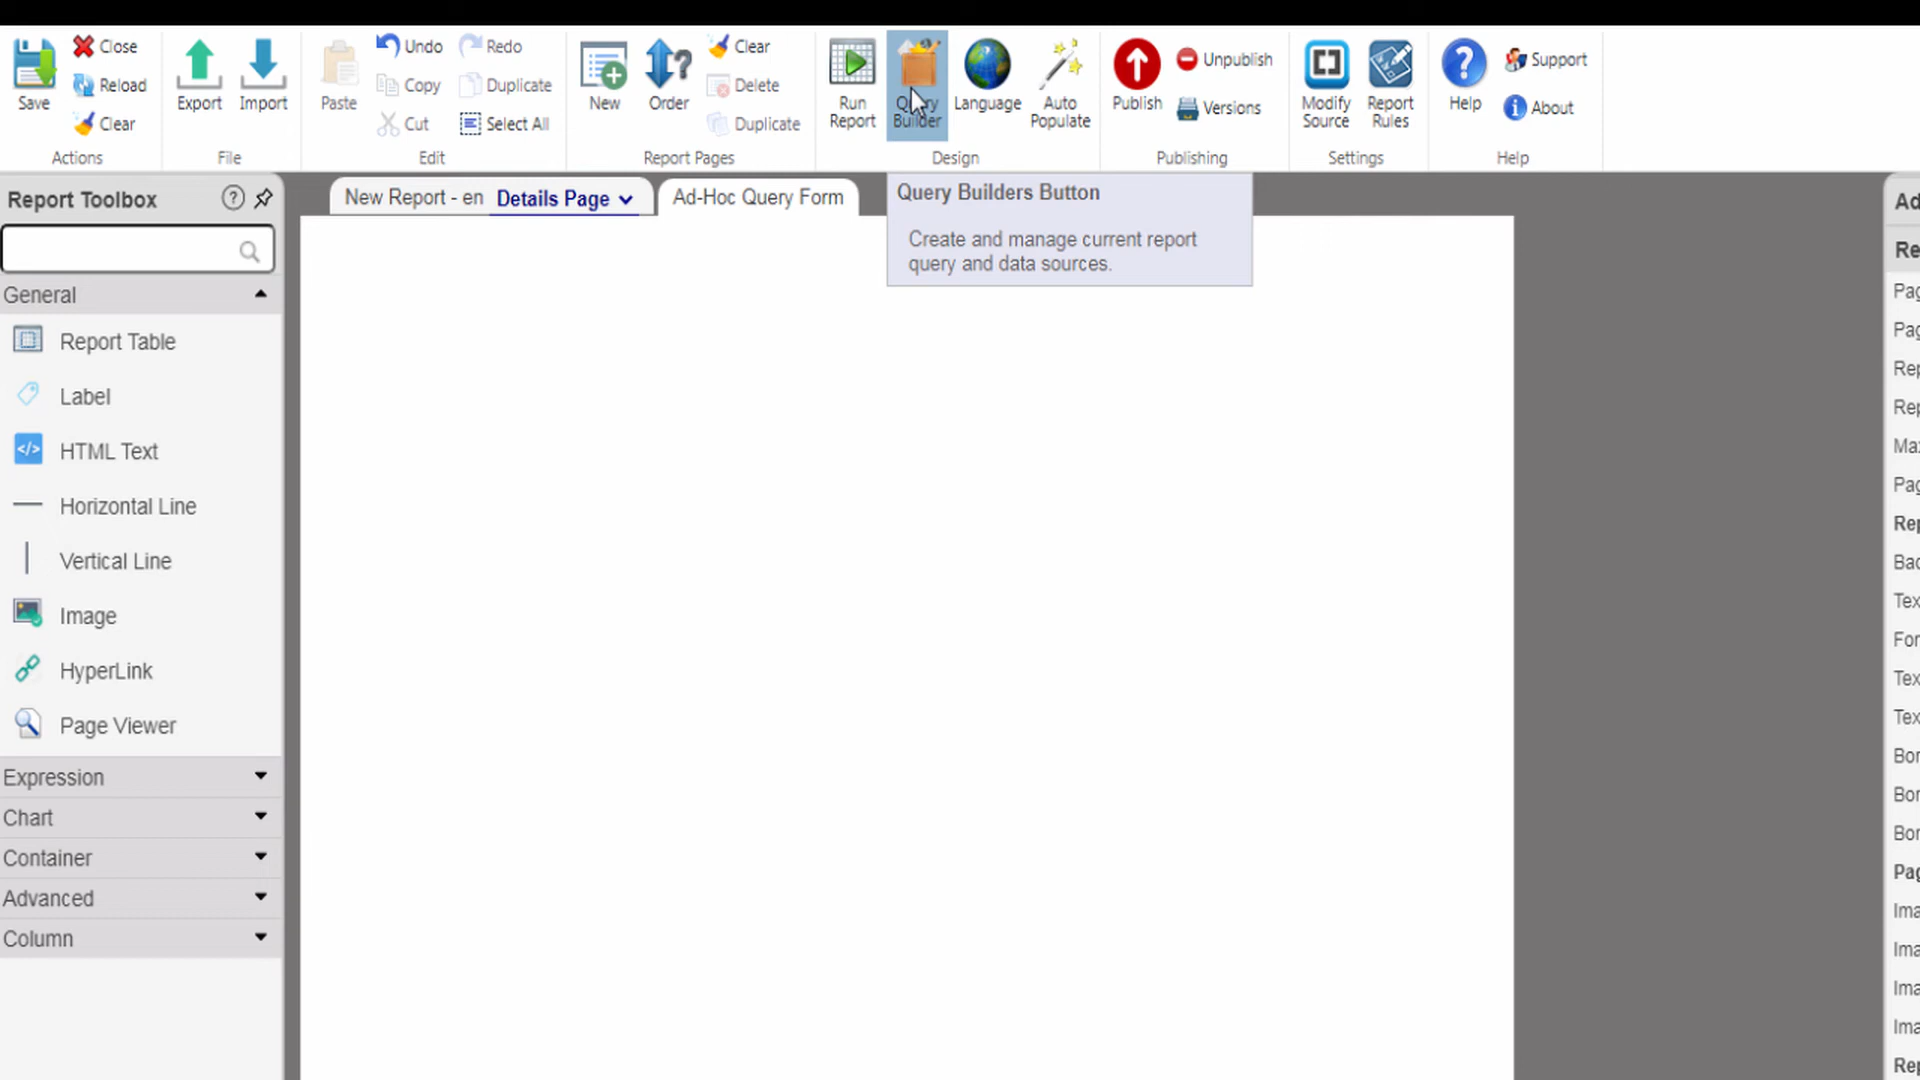 Save
Close
Reload
Clear
Actions
Export
Import
File
Paste
Undo
Redo
Copy
Duplicate
Cut
Select All
Edit
New
Order
Clear
Delete
Duplicate
Report Pages
Run
Report
Query
Builder
Language
Auto
Populate
Design
Publish
Unpublish
Versions
Publishing
Modify
Source
Report
Rules
Settings
Help
Support
About
Help
Report Toolbox
New Report - en Details Page
Ad-Hoc Query Form
Query Builders Button
Create and manage current report
query and data sources.
General
Report Table
Label
HTML Text
Horizontal Line
Vertical Line
Image
HyperLink
Page Viewer
Expression
Chart
Container
Advanced
Column